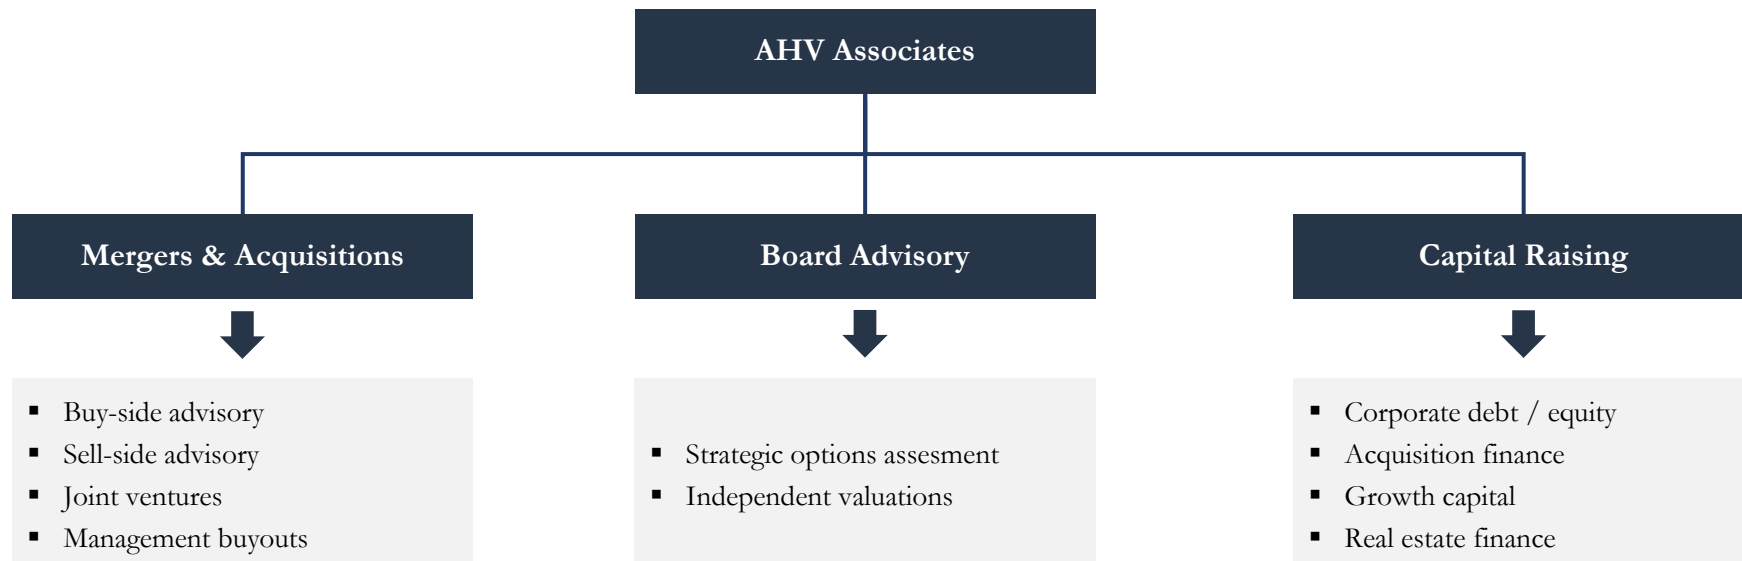 AHV Associates
Mergers & Acquisitions
Board Advisory
Capital Raising
▪ Buy-side advisory
▪ Sell-side advisory
▪ Joint ventures
▪ Management buyouts
▪ Strategic options assesment
▪ Independent valuations
▪ Corporate debt / equity
▪ Acquisition finance
▪ Growth capital
▪ Real estate finance